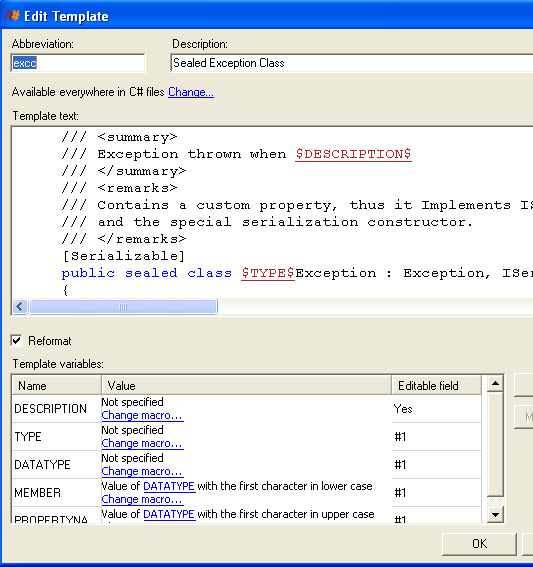 Edit Template
Abbreviation: Description:
excc Sealed Exception Class
Available everywhere in C# files Change...
Template text:
/// <summary>
/// Exception thrown when $DESCRIPTION$
/// </summary>
/// <remarks>
/// Contains a custom property, thus it Implements IS
/// and the special serialization constructor.
/// </remarks>
[Serializable]
public sealed class $TYPE$Exception : Exception, ISer
{
Reformat
Template variables:
Name Value Editable field
DESCRIPTION Not specified Yes
Change macro...
TYPE Not specified #1
Change macro...
DATATYPE Not specified #1
Change macro...
MEMBER Value of DATATYPE with the first character in lower case #1
Change macro...
PROPERTYNA Value of DATATYPE with the first character in upper case #1
M
OK